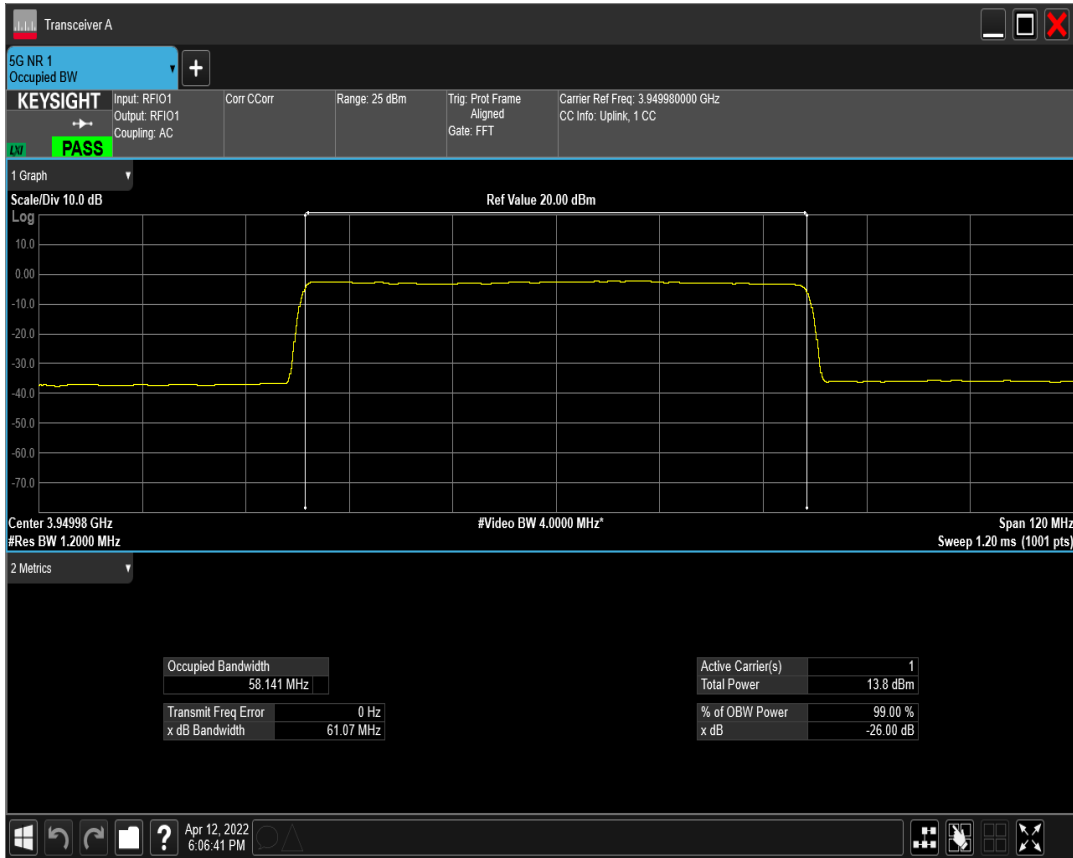 Transceiver A
5G NR 1
Occupied BW
KEYSIGHT
LXI
PASS
Input: RFIO1
Output: RFIO1
Coupling: AC
Corr CCorr
Range: 25 dBm
Trig: Prot Frame
Aligned
Gate: FFT
Carrier Ref Freq: 3.949980000 GHz
CC Info: Uplink, 1 CC
1 Graph
Scale/Div 10.0 dB
Ref Value 20.00 dBm
Log
10.0
0.00
-10.0
-20.0
-30.0
-40.0
-50.0
-60.0
-70.0
Center 3.94998 GHz
#Video BW 4.0000 MHz*
Span 120 MHz
#Res BW 1.2000 MHz
Sweep 1.20 ms (1001 pts)
2 Metrics
Occupied Bandwidth
58.141 MHz
Transmit Freq Error 0 Hz
x dB Bandwidth 61.07 MHz
Active Carrier(s) 1
Total Power 13.8 dBm
% of OBW Power 99.00 %
x dB -26.00 dB
?
Apr 12, 2022
6:06:41 PM